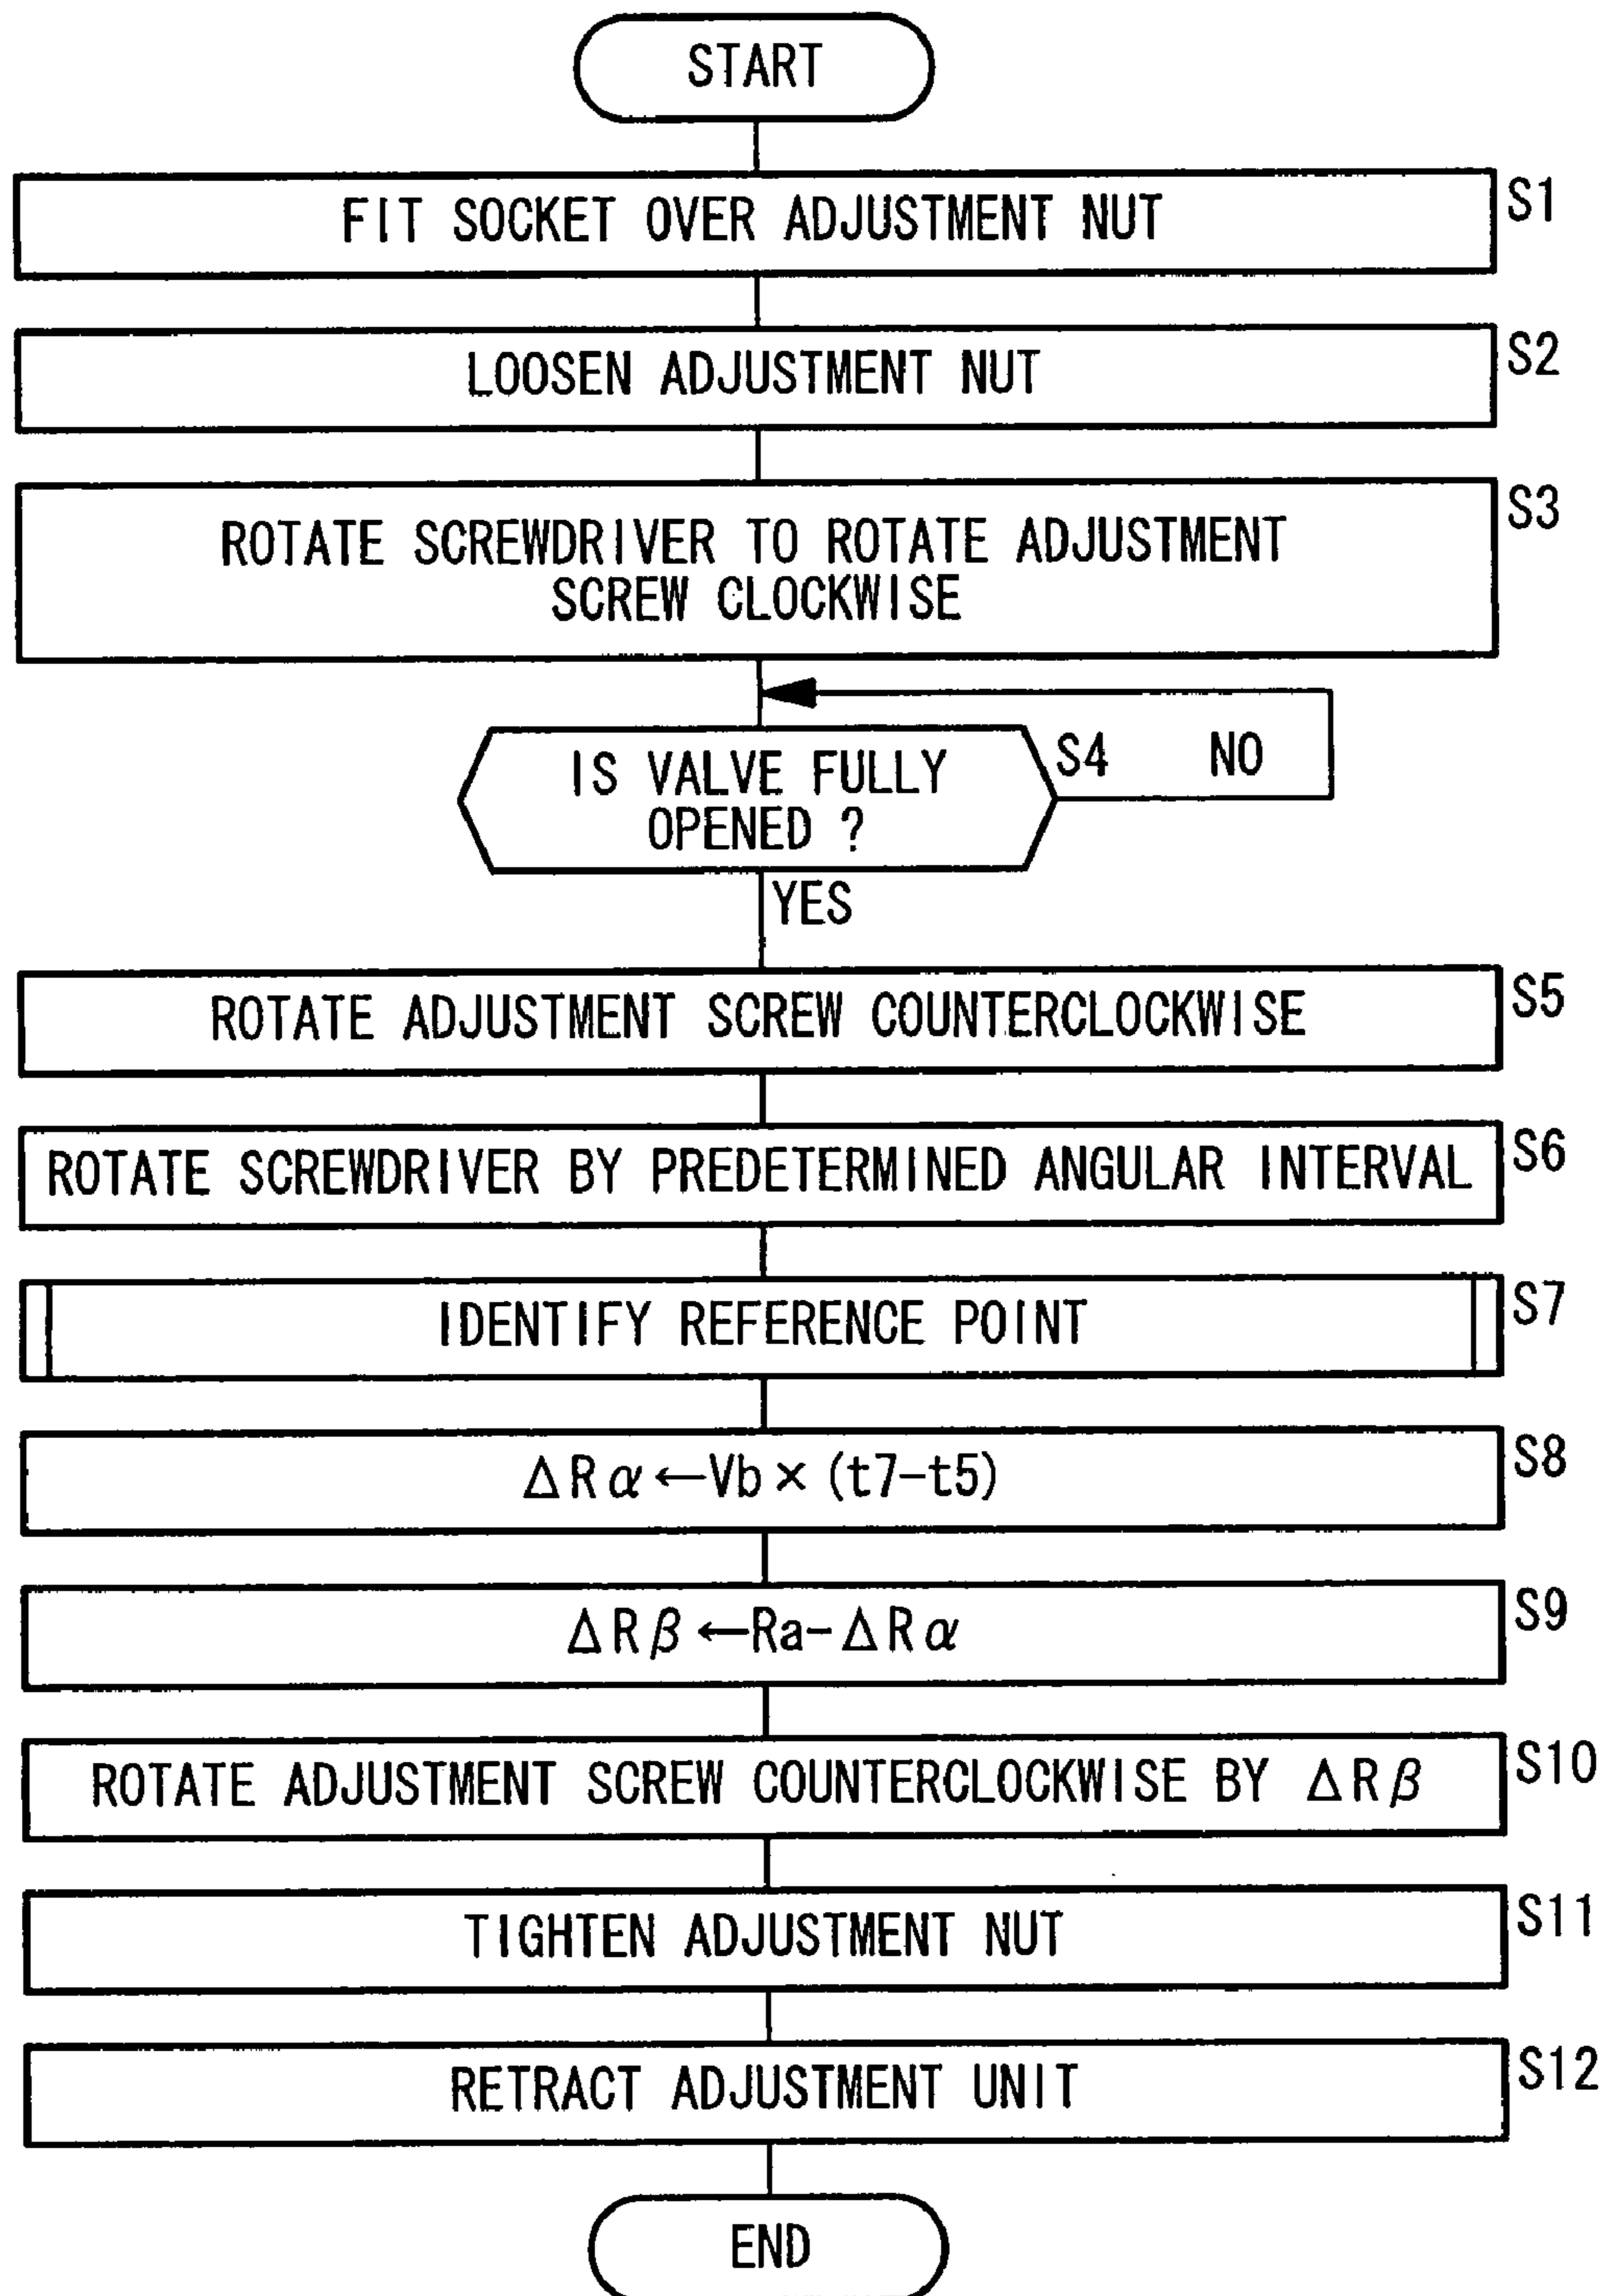 START
FIT SOCKET OVER ADJUSTMENT NUT
S1
LOOSEN ADJUSTMENT NUT
S2
ROTATE SCREWDRIVER TO ROTATE ADJUSTMENT
SCREW CLOCKWISE
S3
IS VALVE FULLY
OPENED ?
S4
NO
YES
ROTATE ADJUSTMENT SCREW COUNTERCLOCKWISE
S5
ROTATE SCREWDRIVER BY PREDETERMINED ANGULAR INTERVAL
S6
IDENTIFY REFERENCE POINT
S7
ΔRα←Vb×(t7-t5)
S8
ΔRβ←Ra-ΔRα
S9
ROTATE ADJUSTMENT SCREW COUNTERCLOCKWISE BY ΔRβ
S10
TIGHTEN ADJUSTMENT NUT
S11
RETRACT ADJUSTMENT UNIT
S12
END